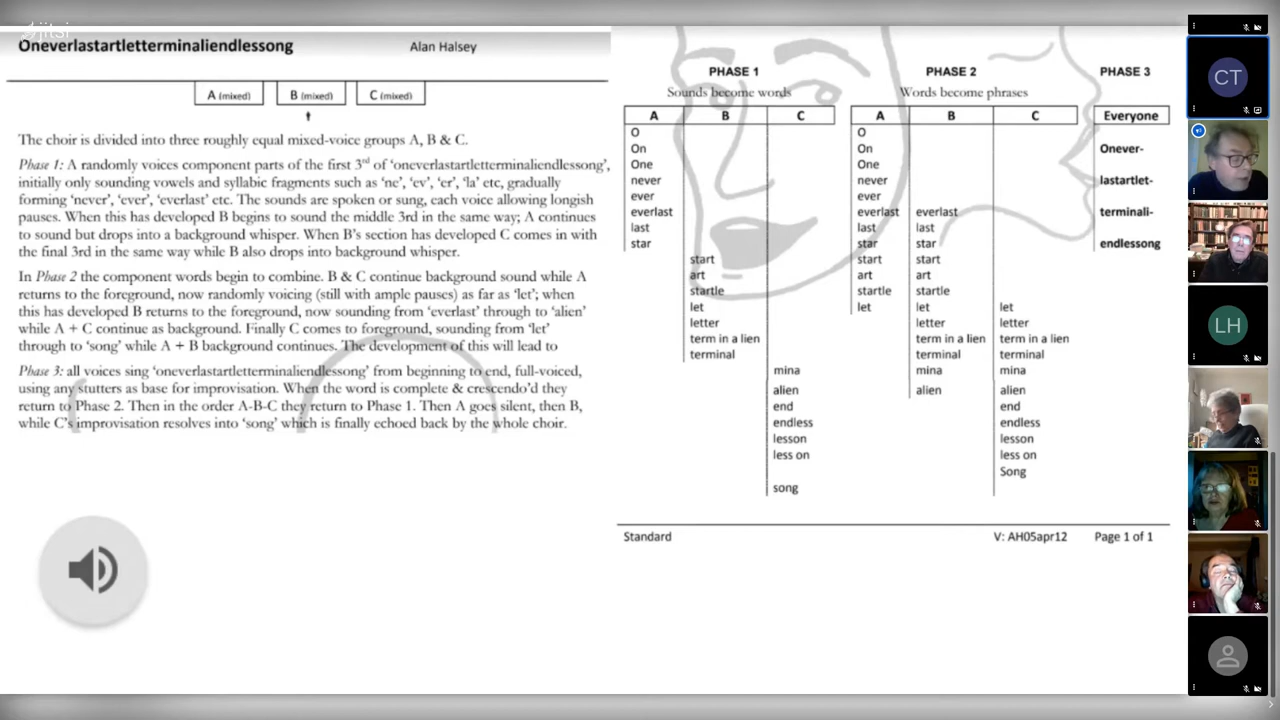 jitsi
Oneverlastartletterminaliendlessong Alan Halsey
A (mixed) B (mixed) C (mixed)
The choir is divided into three roughly equal mixed-voice groups A, B & C.
Phase 1: A randomly voices component parts of the first 3rd of ‘oneverlastartletterminaliendlessong’,
initially only sounding vowels and syllabic fragments such as ‘ne’, ‘ev’, ‘er’, ‘la’ etc, gradually
forming ‘never’, ‘ever’, ‘everlast’ etc. The sounds are spoken or sung, each voice allowing longish
pauses. When this has developed B begins to sound the middle 3rd in the same way; A continues
to sound but drops into a background whisper. When B’s section has developed C comes in with
the final 3rd in the same way while B also drops into background whisper.
In Phase 2 the component words begin to combine. B & C continue background sound while A
returns to the foreground, now randomly voicing (still with ample pauses) as far as ‘let’; when
this has developed B returns to the foreground, now sounding from ‘everlast’ through to ‘alien’
while A + C continue as background. Finally C comes to foreground, sounding from ‘let’
through to ‘song’ while A + B background continues. The development of this will lead to
Phase 3: all voices sing ‘oneverlastartletterminaliendlessong’ from beginning to end, full-voiced,
using any stutters as base for improvisation. When the word is complete & crescendo’d they
return to Phase 2. Then in the order A-B-C they return to Phase 1. Then A goes silent, then B,
while C’s improvisation resolves into ‘song’ which is finally echoed back by the whole choir.
PHASE 1 PHASE 2 PHASE 3
Sounds become words Words become phrases
A B C A B C Everyone
O O
On On Onever-
One One
never never lastartlet-
ever ever
everlast everlast everlast terminali-
last last last
star star star endlessong
start start start
art art art
startle startle startle
let let let let
letter letter letter
term in a lien term in a lien term in a lien
terminal terminal terminal
mina mina mina
alien alien alien
end end
endless endless
lesson lesson
less on less on
Song
song
Standard V: AH05apr12 Page 1 of 1
CT
LH